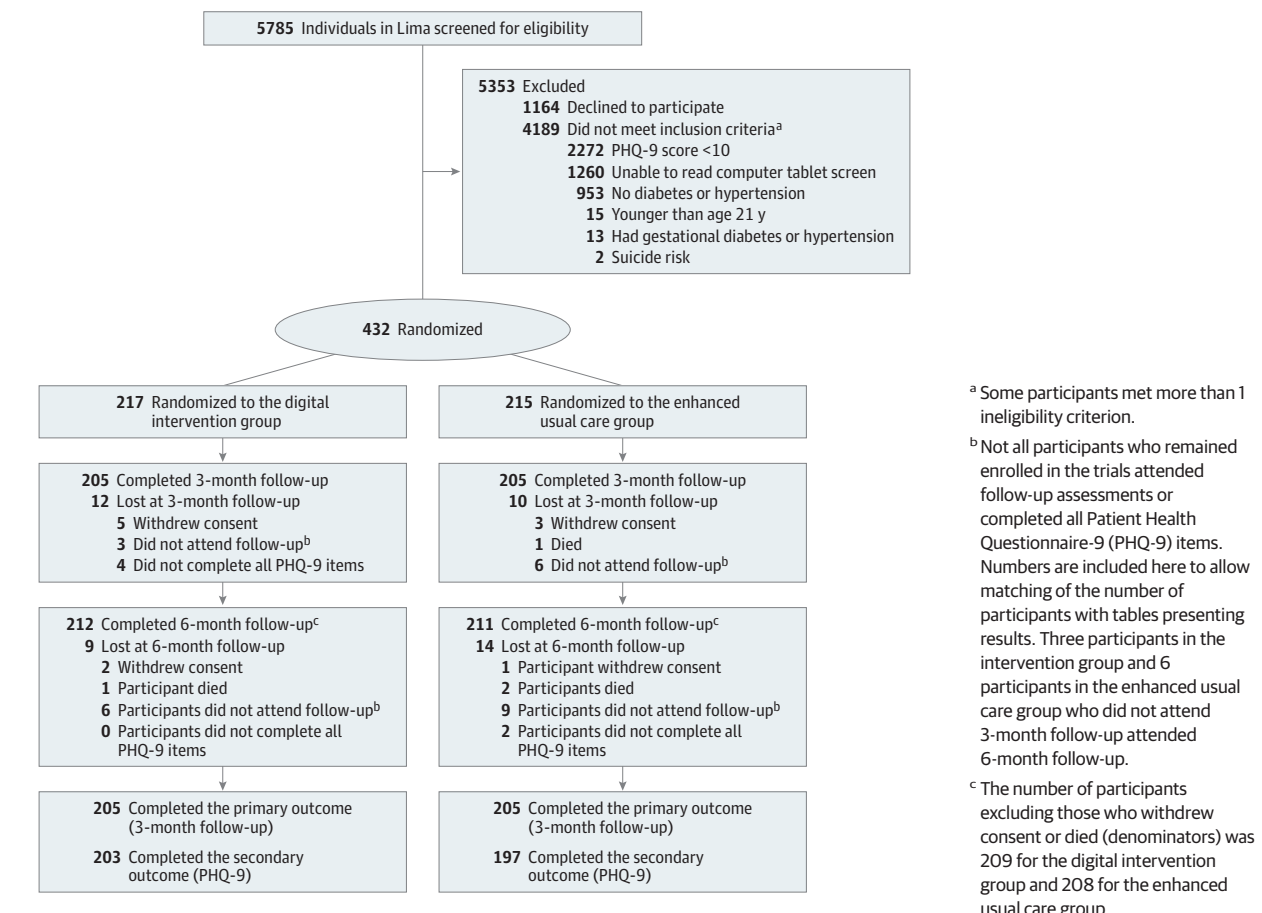 5785 Individuals in Lima screened for eligibility
5353 Excluded
1164 Declined to participate
4189 Did not meet inclusion criteriaa
2272 PHQ-9 score <10
1260 Unable to read computer tablet screen
953 No diabetes or hypertension
15 Younger than age 21 y
13 Had gestational diabetes or hypertension
2 Suicide risk
432 Randomized
217 Randomized to the digital
intervention group
215 Randomized to the enhanced
usual care group
205 Completed 3-month follow-up
12 Lost at 3-month follow-up
5 Withdrew consent
3 Did not attend follow-upb
4 Did not complete all PHQ-9 items
205 Completed 3-month follow-up
10 Lost at 3-month follow-up
3 Withdrew consent
1 Died
6 Did not attend follow-upb
212 Completed 6-month follow-upc
9 Lost at 6-month follow-up
2 Withdrew consent
1 Participant died
6 Participants did not attend follow-upb
0 Participants did not complete all
PHQ-9 items
211 Completed 6-month follow-upc
14 Lost at 6-month follow-up
1 Participant withdrew consent
2 Participants died
9 Participants did not attend follow-upb
2 Participants did not complete all
PHQ-9 items
205 Completed the primary outcome
(3-month follow-up)
203 Completed the secondary
outcome (PHQ-9)
205 Completed the primary outcome
(3-month follow-up)
197 Completed the secondary
outcome (PHQ-9)
a Some participants met more than 1
ineligibility criterion.
b Not all participants who remained
enrolled in the trials attended
follow-up assessments or
completed all Patient Health
Questionnaire-9 (PHQ-9) items.
Numbers are included here to allow
matching of the number of
participants with tables presenting
results. Three participants in the
intervention group and 6
participants in the enhanced usual
care group who did not attend
3-month follow-up attended
6-month follow-up.
c The number of participants
excluding those who withdrew
consent or died (denominators) was
209 for the digital intervention
group and 208 for the enhanced
usual care group.